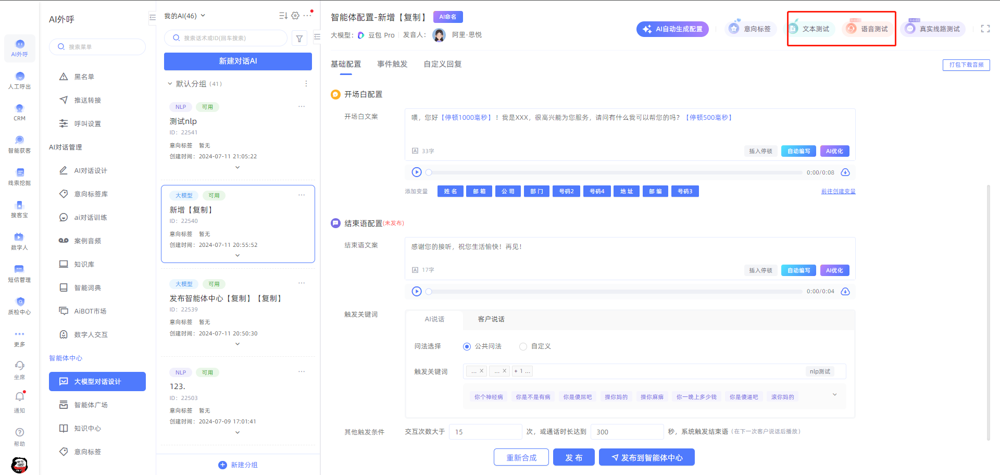 AI外呼
人工呼出
CRM
智能获客
线索挖掘
搜客宝
数字人
短信管理
质检中心
更多
坐席
通知
帮助
AI外呼
搜索菜单
黑名单
推送转接
呼叫设置
AI对话管理
AI对话设计
意向标签库
ai对话训练
案例音频
知识库
智能词典
AiBOT市场
数字人交互
智能体中心
大模型对话设计
智能体广场
知识中心
意向标签
我的AI(46)
搜索话术或ID(回车搜索)
新建对话AI
默认分组 (41)
NLP 可用
测试nlp
ID: 22541
意向标签 暂无
创建时间: 2024-07-11 21:05:22
大模型 可用
新增【复制】
ID: 22540
意向标签 暂无
创建时间: 2024-07-11 20:55:52
大模型 可用
发布智能体中心【复制】【复制】
ID: 22539
意向标签 暂无
创建时间: 2024-07-11 20:50:30
NLP 可用
123.
ID: 22503
意向标签 暂无
创建时间: 2024-07-09 17:01:41
新建分组
智能体配置-新增【复制】 AI命名
大模型: 豆包 Pro 发音人: 阿里-思悦
AI自动生成配置 意向标签 文本测试 语音测试 真实线路测试
基础配置 事件触发 自定义回复
打包下载音频
开场白配置
开场白文案
喂，您好【停顿1000毫秒】！我是XXX，很高兴能为您服务，请问有什么我可以帮您的吗？【停顿500毫秒】
33字 插入停顿 自动编写 AI优化
0:00/0:08
添加变量 姓名 邮箱 公司 部门 号码2 号码4 地址 邮编 号码3 前往创建变量
结束语配置(未发布)
结束语文案
感谢您的接听，祝您生活愉快！再见！
17字 插入停顿 自动编写 AI优化
0:00/0:04
触发关键词
AI说话 客户说话
问法选择 公共问法 自定义
触发关键词 ... X ... X + 1 ... nlp测试
你个神经病 你是不是有病 你是傻屌吧 操你妈的 操你麻痹 你一晚上多少钱 你是傻逼吧 滚你妈的
其他触发条件 交互次数大于 15 次，或通话时长达到 300 秒，系统触发结束语 (在下一次客户说话后播放)
重新合成 发布 发布到智能体中心